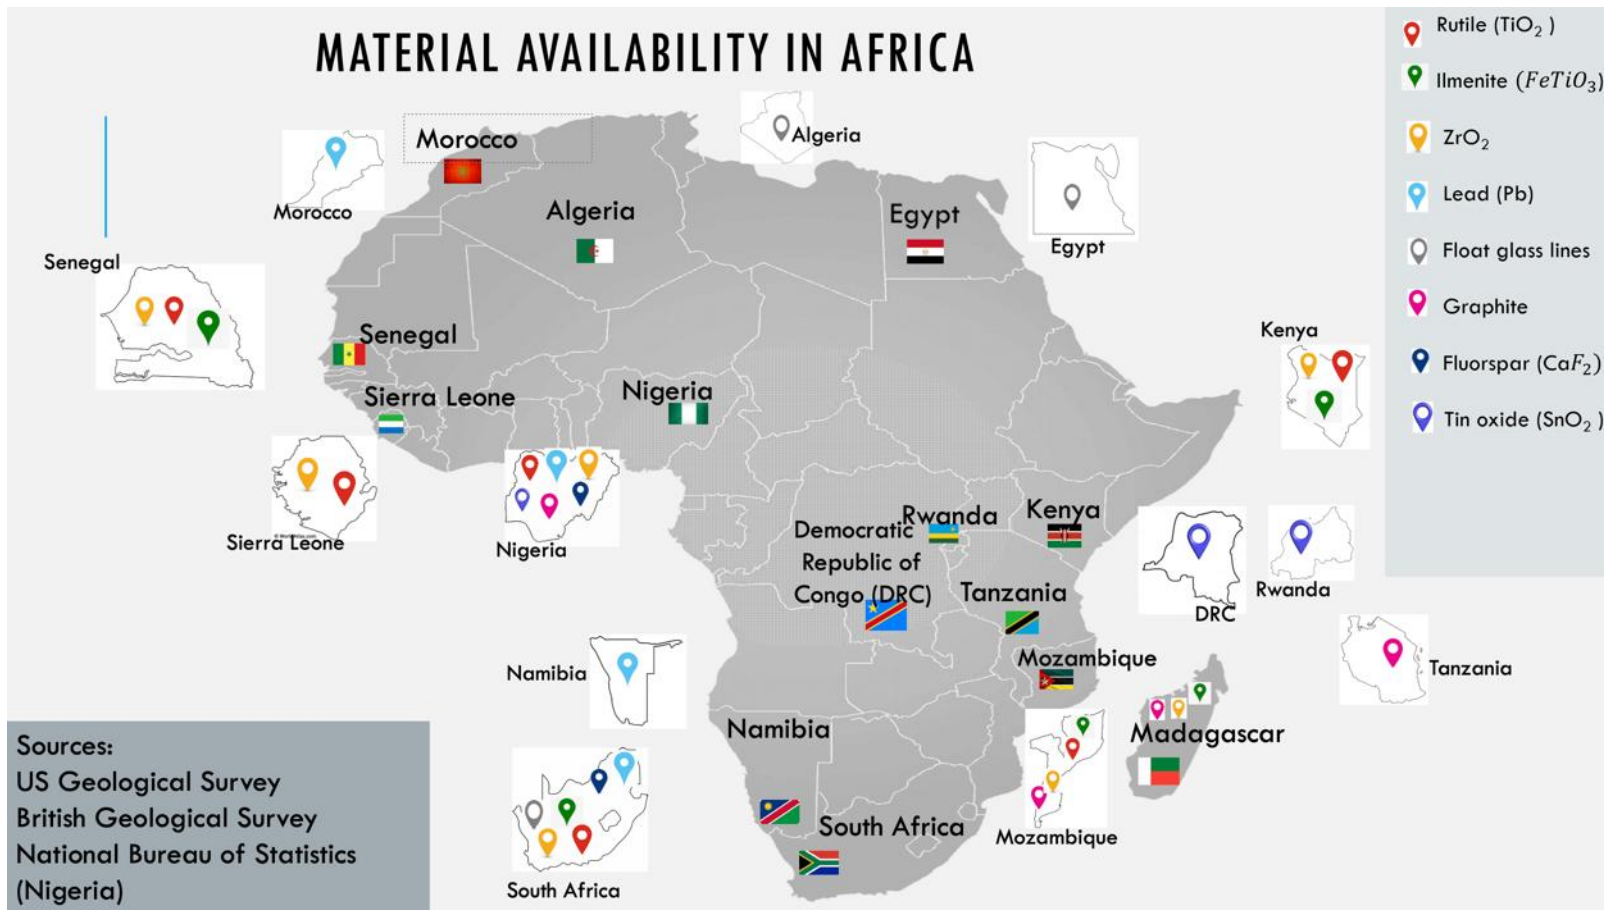 MATERIAL AVAILABILITY IN AFRICA
Rutile (TiO₂ )
Ilmenite (FeTiO₃)
ZrO₂
Lead (Pb)
Float glass lines
Graphite
Fluorspar (CaF₂)
Tin oxide (SnO₂ )
Morocco
Morocco
Algeria
Algeria
Egypt
Egypt
Senegal
Senegal
Sierra Leone
Sierra Leone
Nigeria
Nigeria
Kenya
Kenya
Rwanda
Democratic
Republic of
Congo (DRC)
DRC
Rwanda
Tanzania
Tanzania
Mozambique
Mozambique
Madagascar
Namibia
Namibia
South Africa
South Africa
Sources:
US Geological Survey
British Geological Survey
National Bureau of Statistics
(Nigeria)